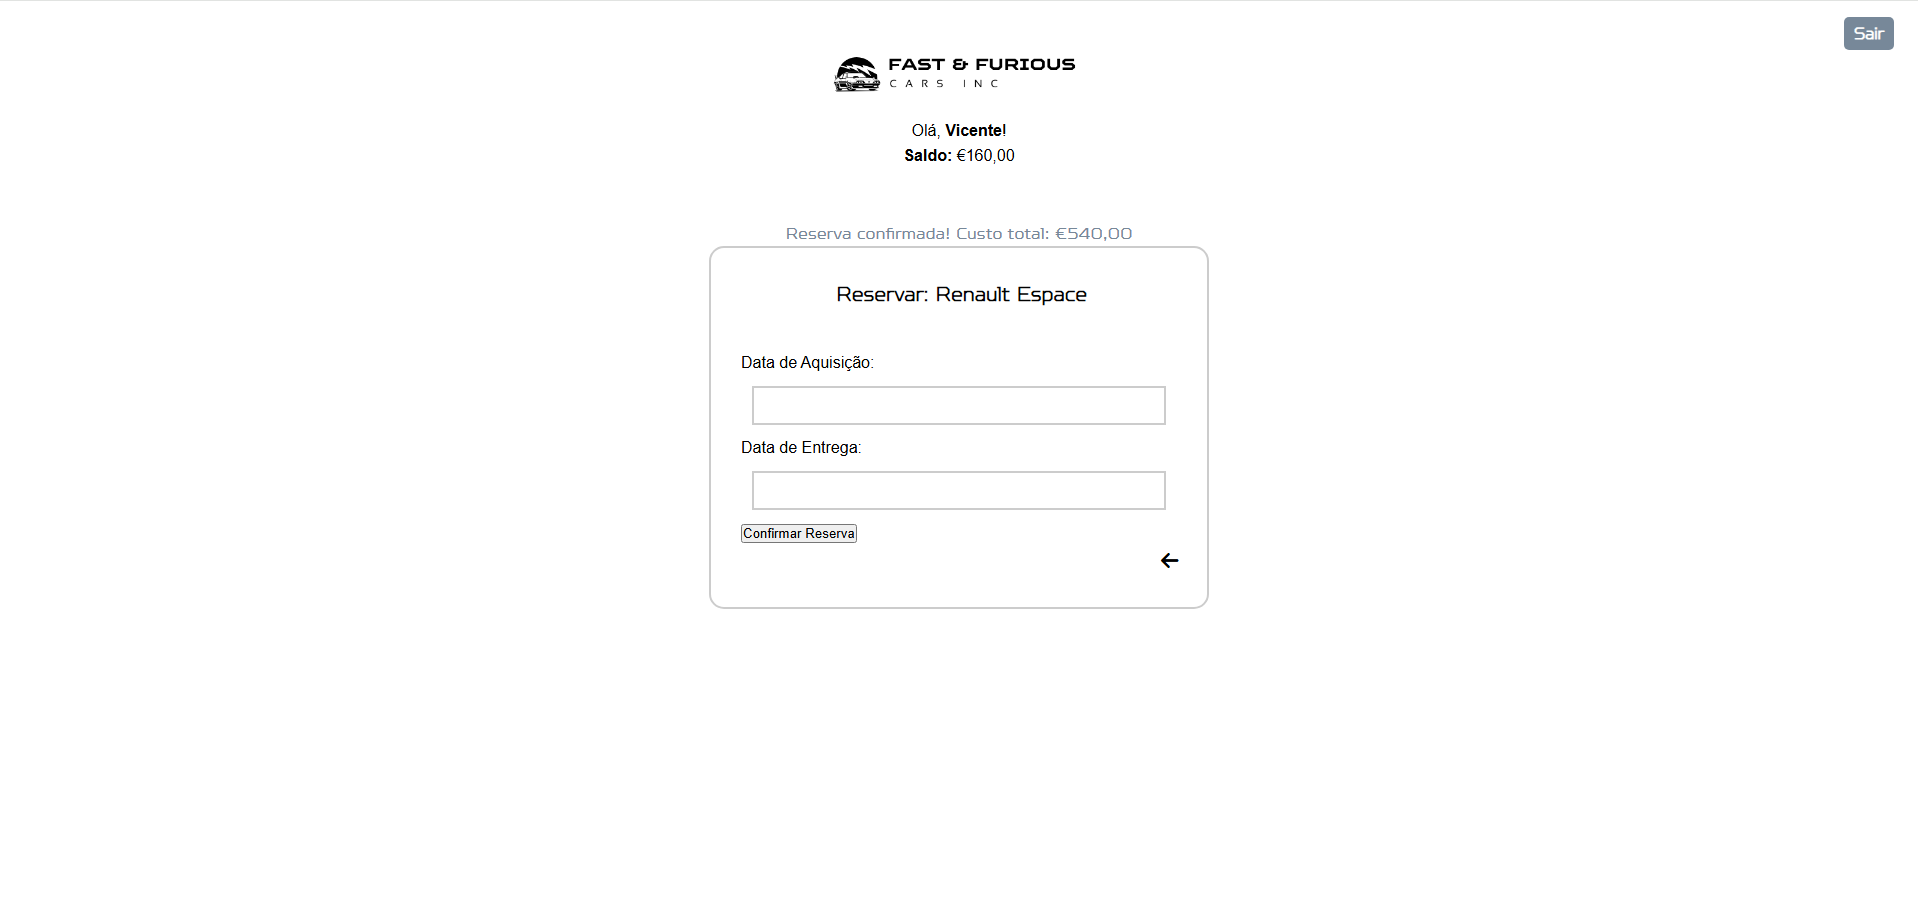 Sair
FAST & FURIOUS
CARS INC
Olá, Vicente!
Saldo: €160,00
Reserva confirmada! Custo total: €540,00
Reservar: Renault Espace
Data de Aquisição:
Data de Entrega:
Confirmar Reserva